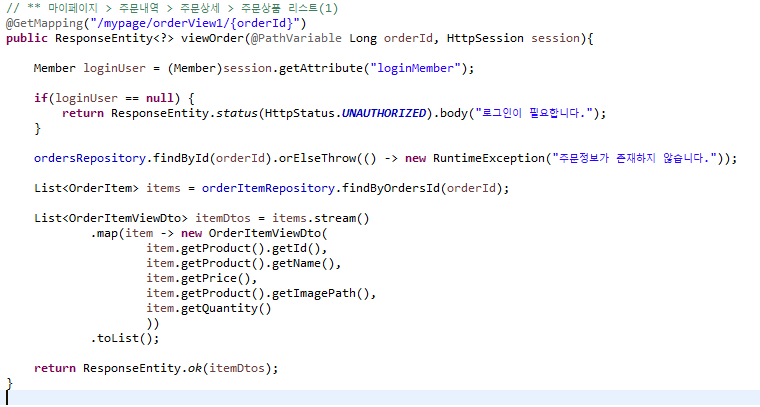 // ** 마이페이지 > 주문내역 > 주문상세 > 주문상품 리스트(1)
@GetMapping("/mypage/orderView1/{orderId}")
public ResponseEntity<?> viewOrder(@PathVariable Long orderId, HttpSession session){
Member loginUser = (Member)session.getAttribute("loginMember");
if(loginUser == null) {
return ResponseEntity.status(HttpStatus.UNAUTHORIZED).body("로그인이 필요합니다.");
}
ordersRepository.findById(orderId).orElseThrow(() -> new RuntimeException("주문정보가 존재하지 않습니다."));
List<OrderItem> items = orderItemRepository.findByOrdersId(orderId);
List<OrderItemViewDto> itemDtos = items.stream()
.map(item -> new OrderItemViewDto(
item.getProduct().getId(),
item.getProduct().getName(),
item.getPrice(),
item.getProduct().getImagePath(),
item.getQuantity()
))
.toList();
return ResponseEntity.ok(itemDtos);
}